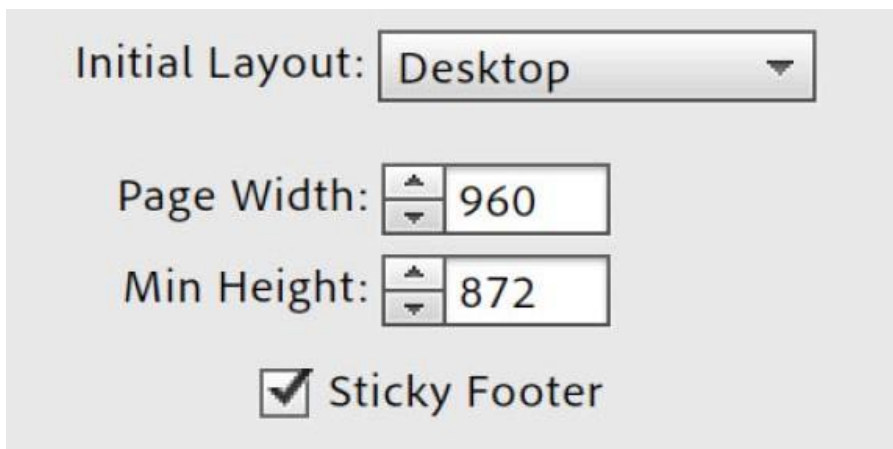 Initial Layout: Desktop
Page Width: 960
Min Height: 872
Sticky Footer